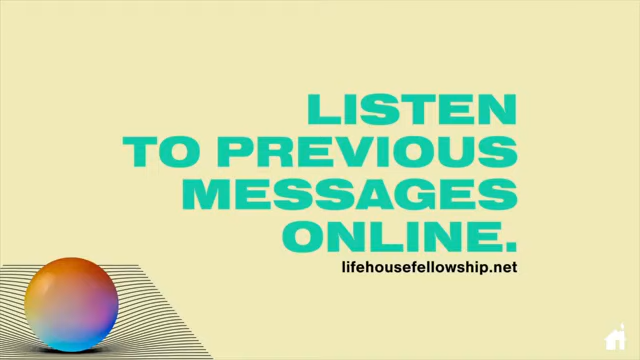 LISTEN
TO PREVIOUS
MESSAGES
ONLINE.
lifehousefellowship.net